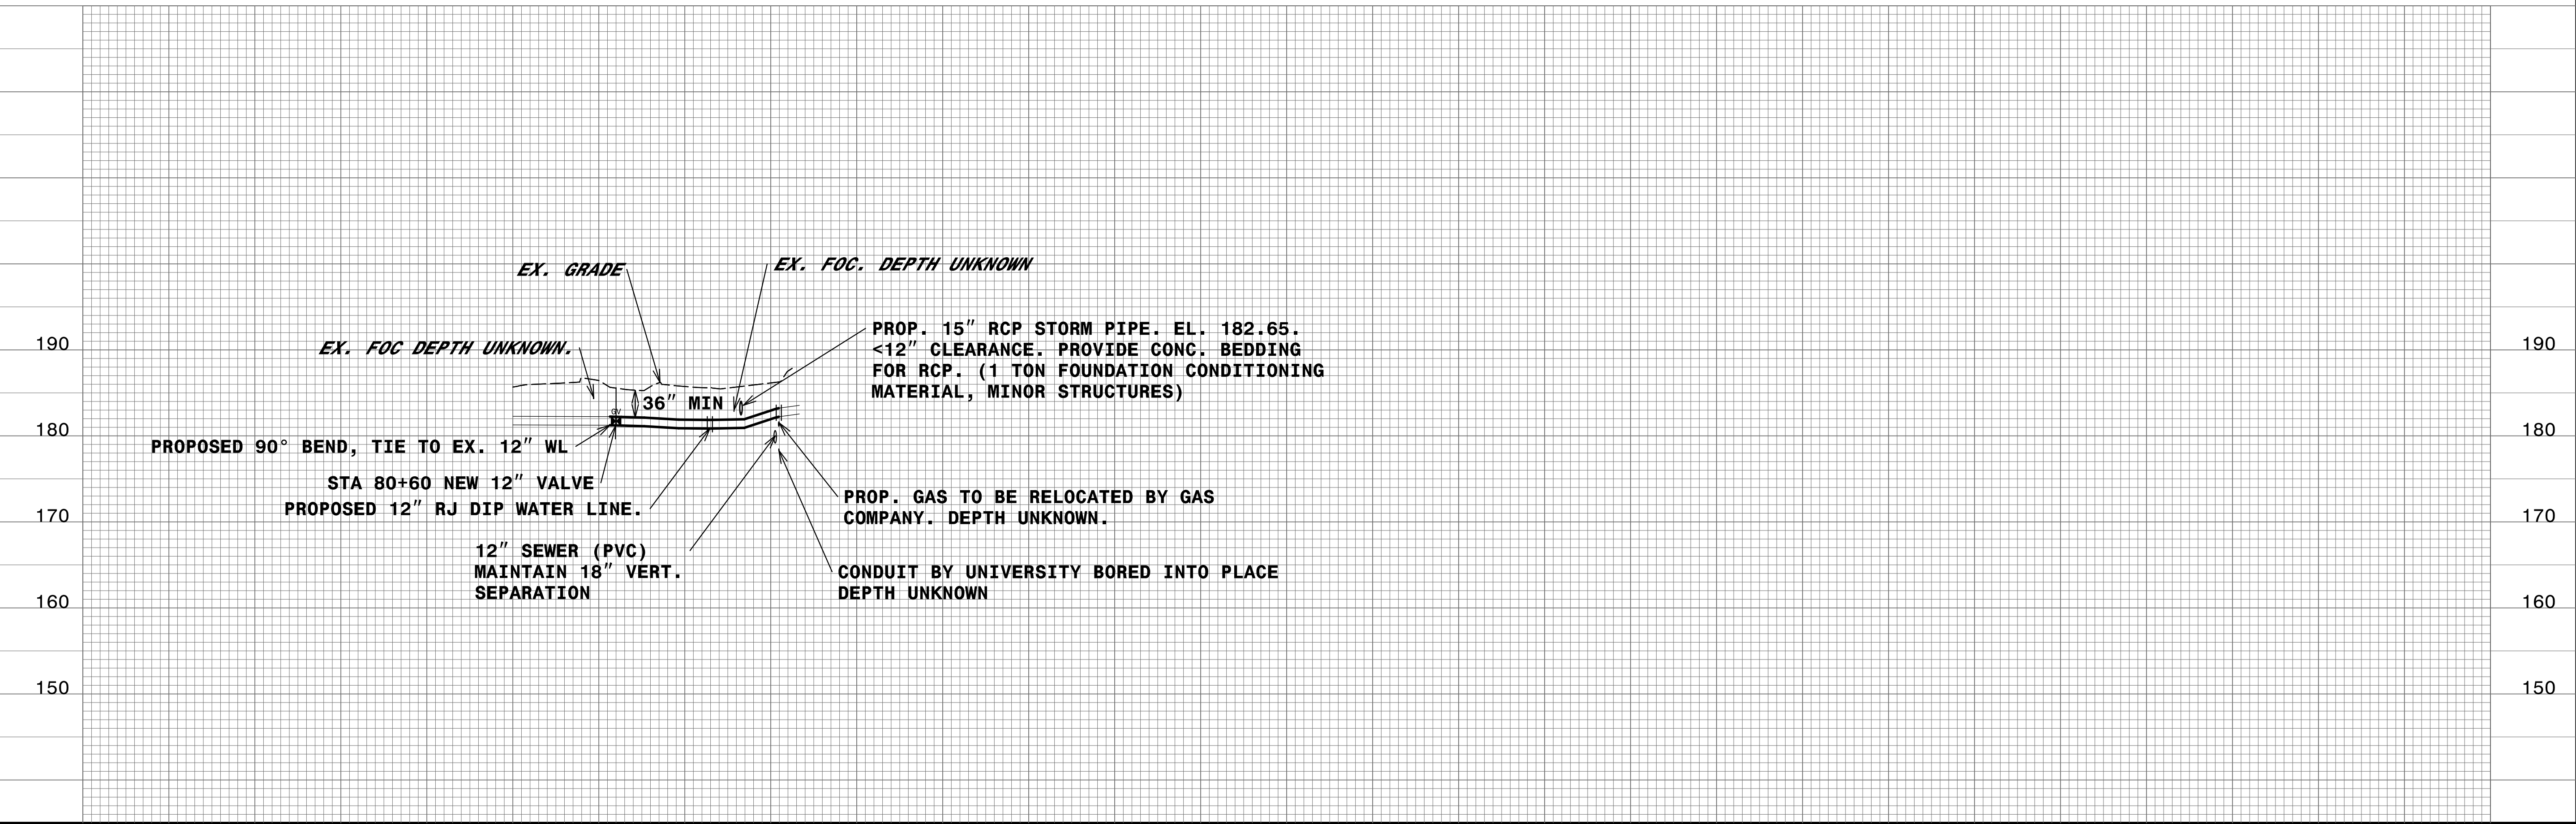 EX. GRADE
EX. FOC. DEPTH UNKNOWN
PROP. 15" RCP STORM PIPE. EL. 182.65.
<12" CLEARANCE. PROVIDE CONC. BEDDING
FOR RCP. (1 TON FOUNDATION CONDITIONING
MATERIAL, MINOR STRUCTURES)
190
EX. FOC DEPTH UNKNOWN.
190
36" MIN
GV
180
180
PROPOSED 90° BEND, TIE TO EX. 12" WL
STA 80+60 NEW 12" VALVE
PROPOSED 12" RJ DIP WATER LINE.
PROP. GAS TO BE RELOCATED BY GAS
COMPANY. DEPTH UNKNOWN.
170
170
12" SEWER (PVC)
MAINTAIN 18" VERT.
SEPARATION
CONDUIT BY UNIVERSITY BORED INTO PLACE
DEPTH UNKNOWN
160
160
150
150